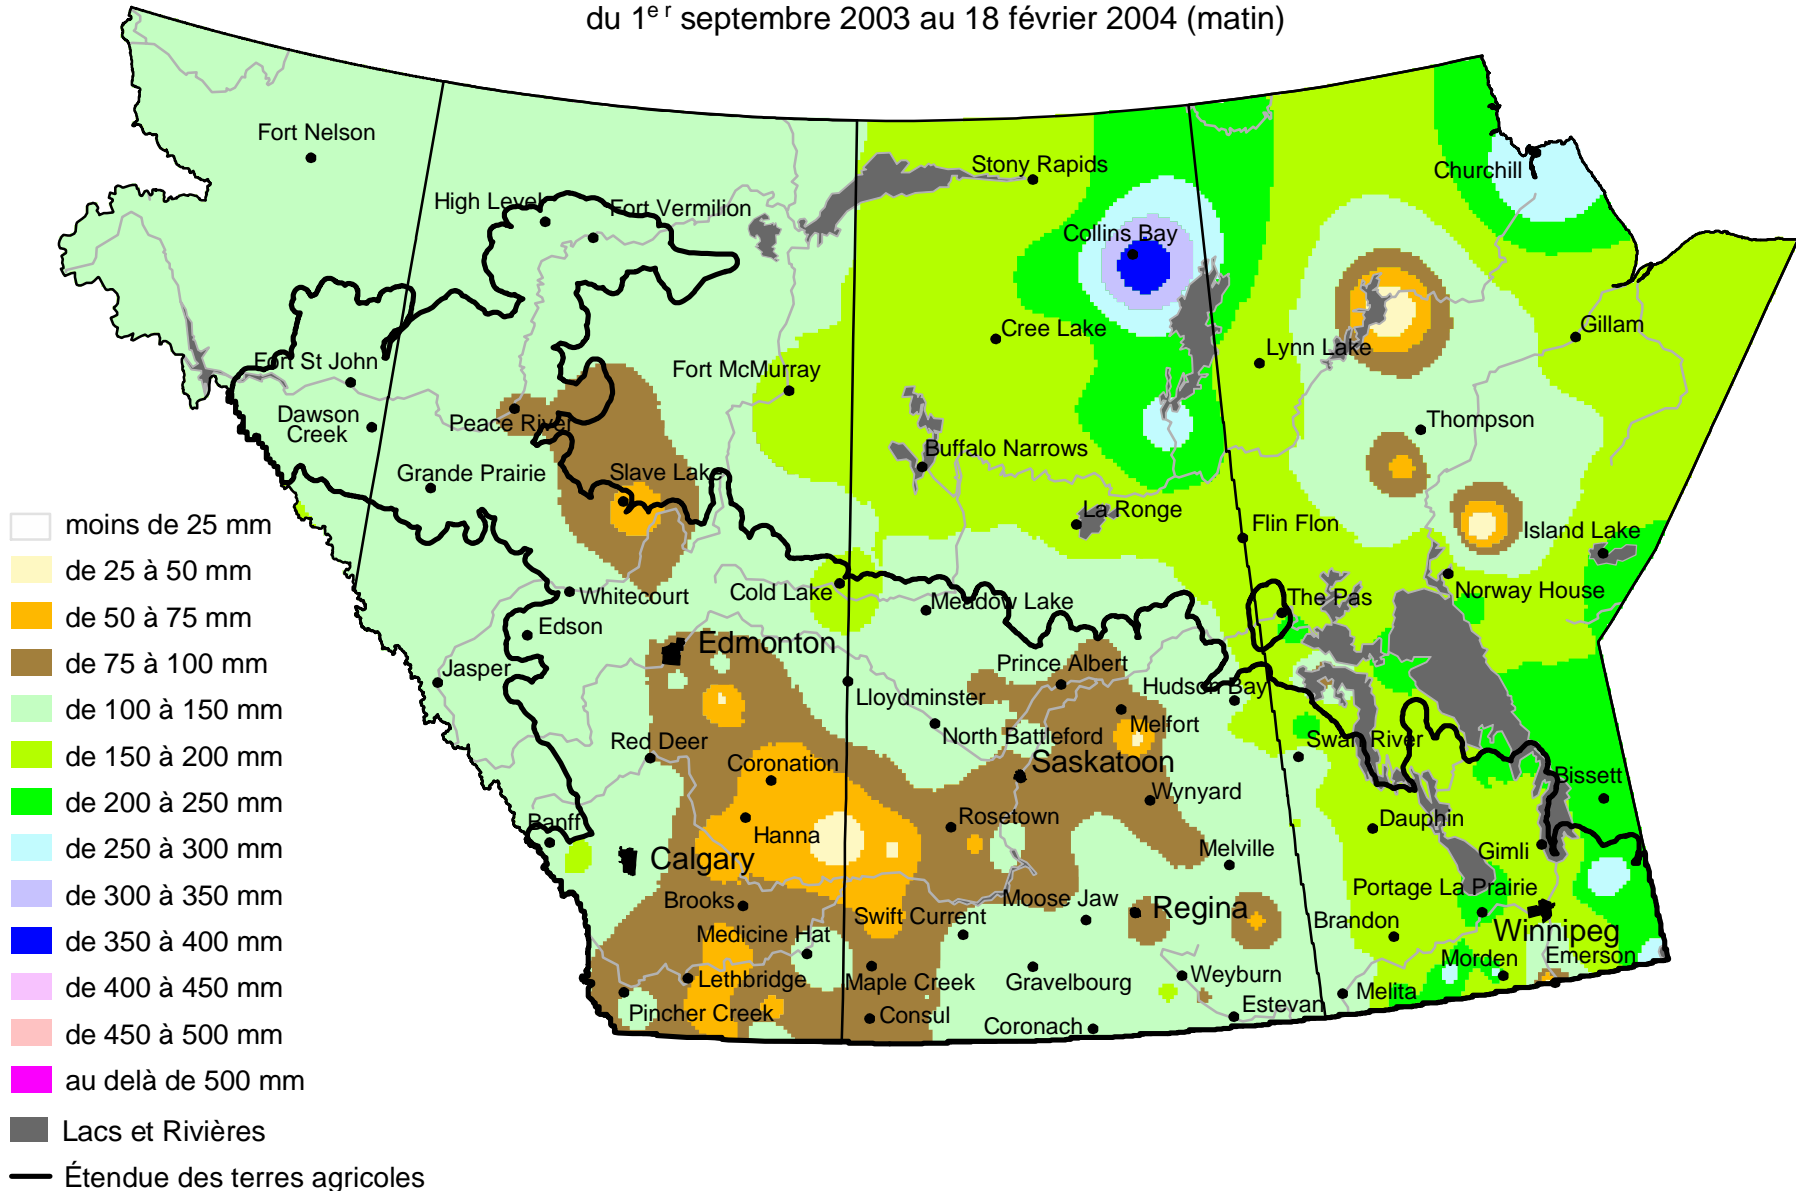 du 1er septembre 2003 au 18 février 2004 (matin)
Fort Nelson
Stony Rapids
Churchill
High Level
Fort Vermilion
Collins Bay
Cree Lake
Lynn Lake
Gillam
Fort St John
Fort McMurray
Dawson
Creek
Peace River
Thompson
Buffalo Narrows
Grande Prairie
Slave Lake
La Ronge
Flin Flon
Island Lake
Whitecourt
Cold Lake
Meadow Lake
The Pas
Norway House
Edson
Edmonton
Jasper
Prince Albert
Hudson Bay
Lloydminster
Melfort
North Battleford
Red Deer
Swan River
Coronation
Saskatoon
Bissett
Wynyard
Banff
Hanna
Rosetown
Dauphin
Calgary
Melville
Gimli
Portage La Prairie
Brooks
Moose Jaw
Regina
Swift Current
Brandon
Winnipeg
Medicine Hat
Morden
Emerson
Lethbridge
Maple Creek
Gravelbourg
Weyburn
Melita
Pincher Creek
Consul
Coronach
Estevan
moins de 25 mm
de 25 à 50 mm
de 50 à 75 mm
de 75 à 100 mm
de 100 à 150 mm
de 150 à 200 mm
de 200 à 250 mm
de 250 à 300 mm
de 300 à 350 mm
de 350 à 400 mm
de 400 à 450 mm
de 450 à 500 mm
au delà de 500 mm
Lacs et Rivières
Étendue des terres agricoles